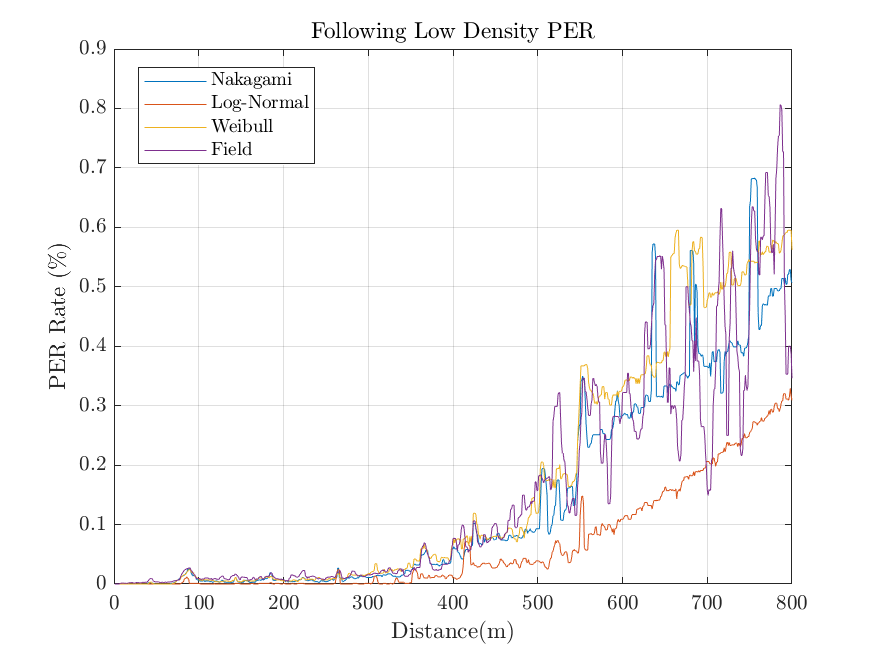 Following Low Density PER
0.9
0.8
0.7
0.6
0.5
0.4
0.3
0.2
0.1
0
PER Rate (%)
Nakagami
Log-Normal
Weibull
Field
0 100 200 300 400 500 600 700 800
Distance(m)